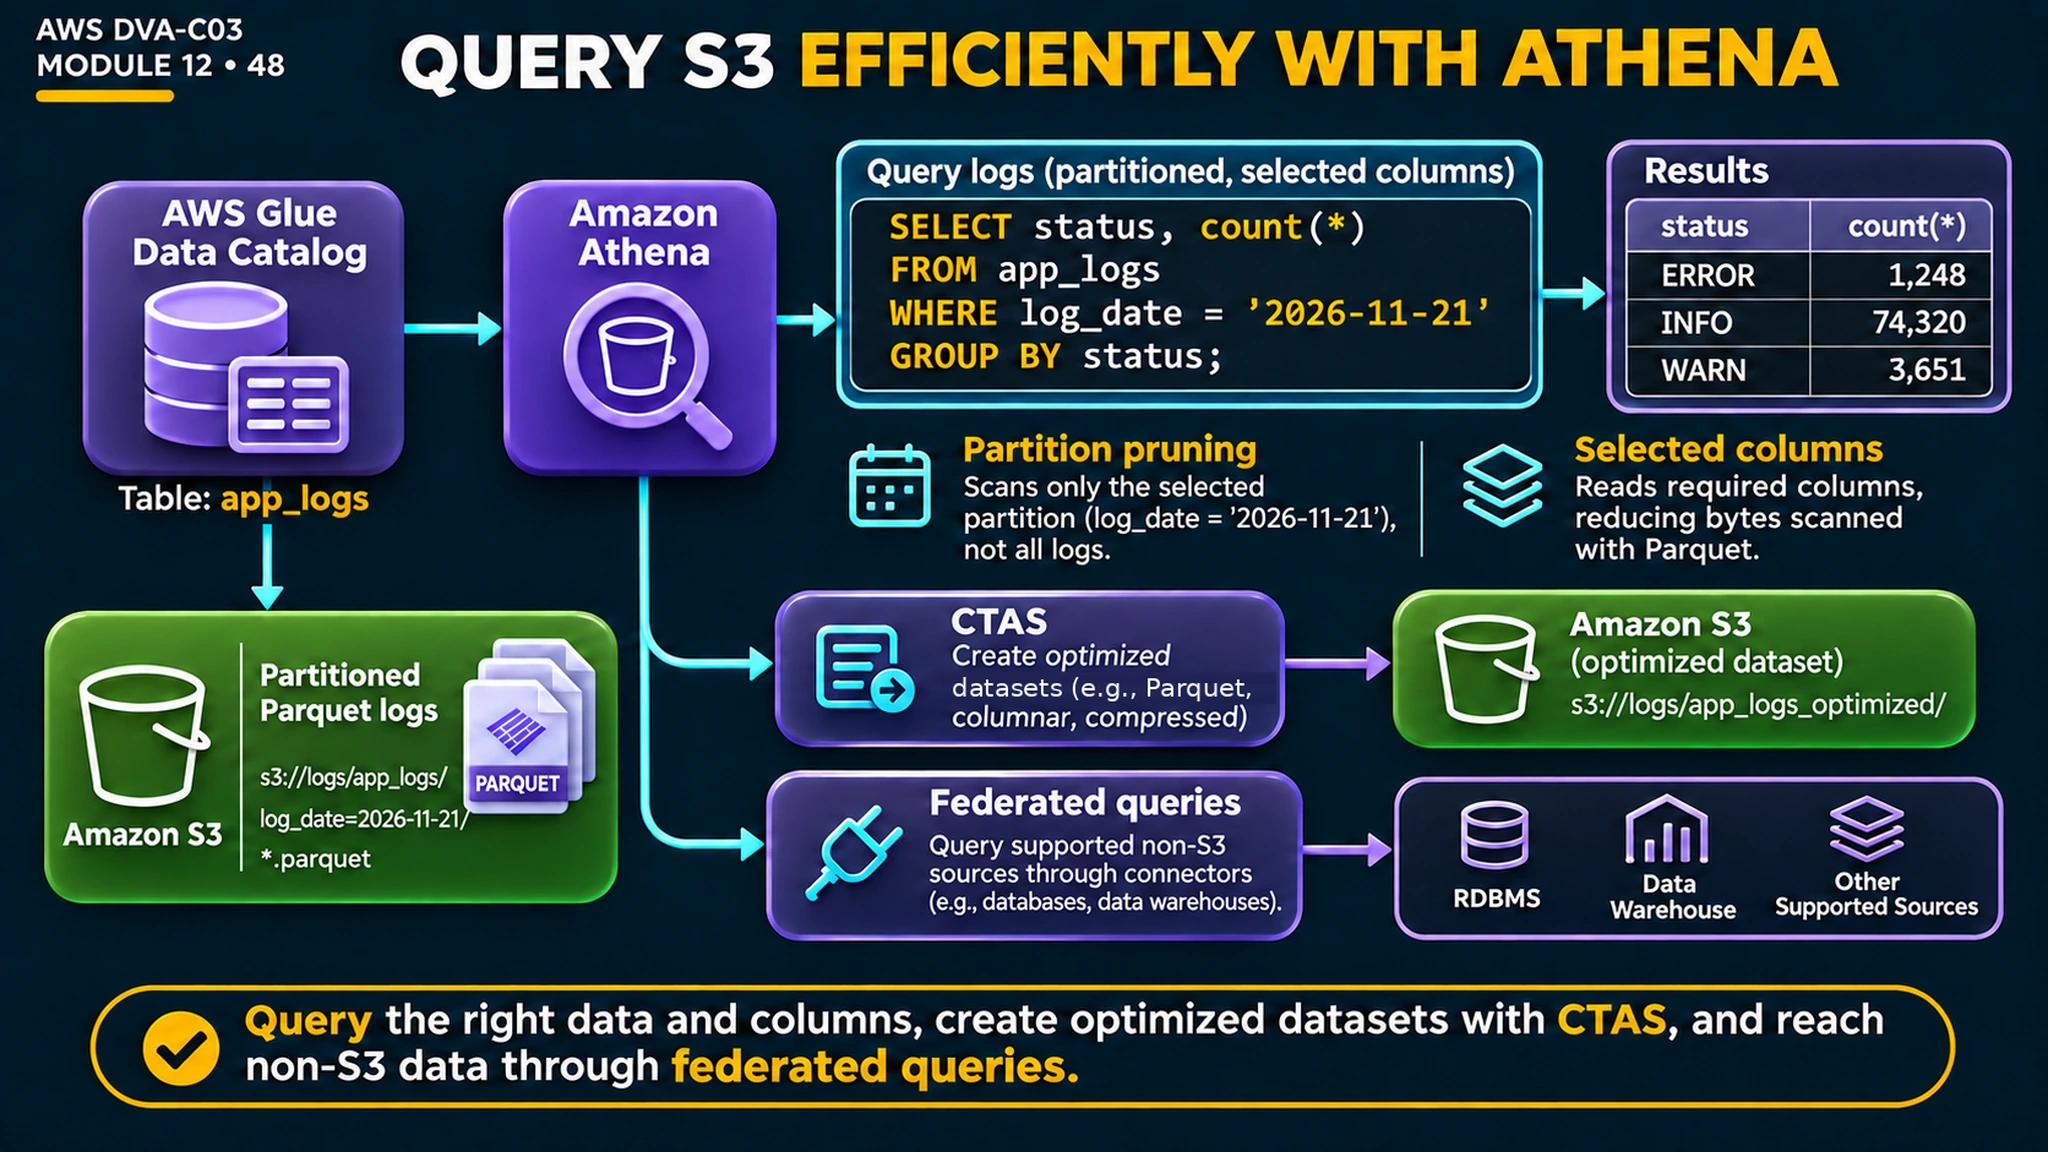 AWS DVA-C03
MODULE 12 • 48
QUERY S3 EFFICIENTLY WITH ATHENA
AWS Glue
Data Catalog
Table: app_logs
Amazon
Athena
Query logs (partitioned, selected columns)
SELECT status, count(*)
FROM app_logs
WHERE log_date = ’2026-11-21’
GROUP BY status;
Results
status count(*)
ERROR 1,248
INFO 74,320
WARN 3,651
Partition pruning
Scans only the selected
partition (log_date = ’2026-11-21’),
not all logs.
Selected columns
Reads required columns,
reducing bytes scanned
with Parquet.
Amazon S3
Partitioned
Parquet logs
s3://logs/app_logs/
log_date=2026-11-21/
*.parquet
PARQUET
CTAS
Create optimized
datasets (e.g., Parquet,
columnar, compressed)
Amazon S3
(optimized dataset)
s3://logs/app_logs_optimized/
Federated queries
Query supported non-S3
sources through connectors
(e.g., databases, data warehouses).
RDBMS
Data
Warehouse
Other
Supported Sources
Query the right data and columns, create optimized datasets with CTAS, and reach
non-S3 data through federated queries.